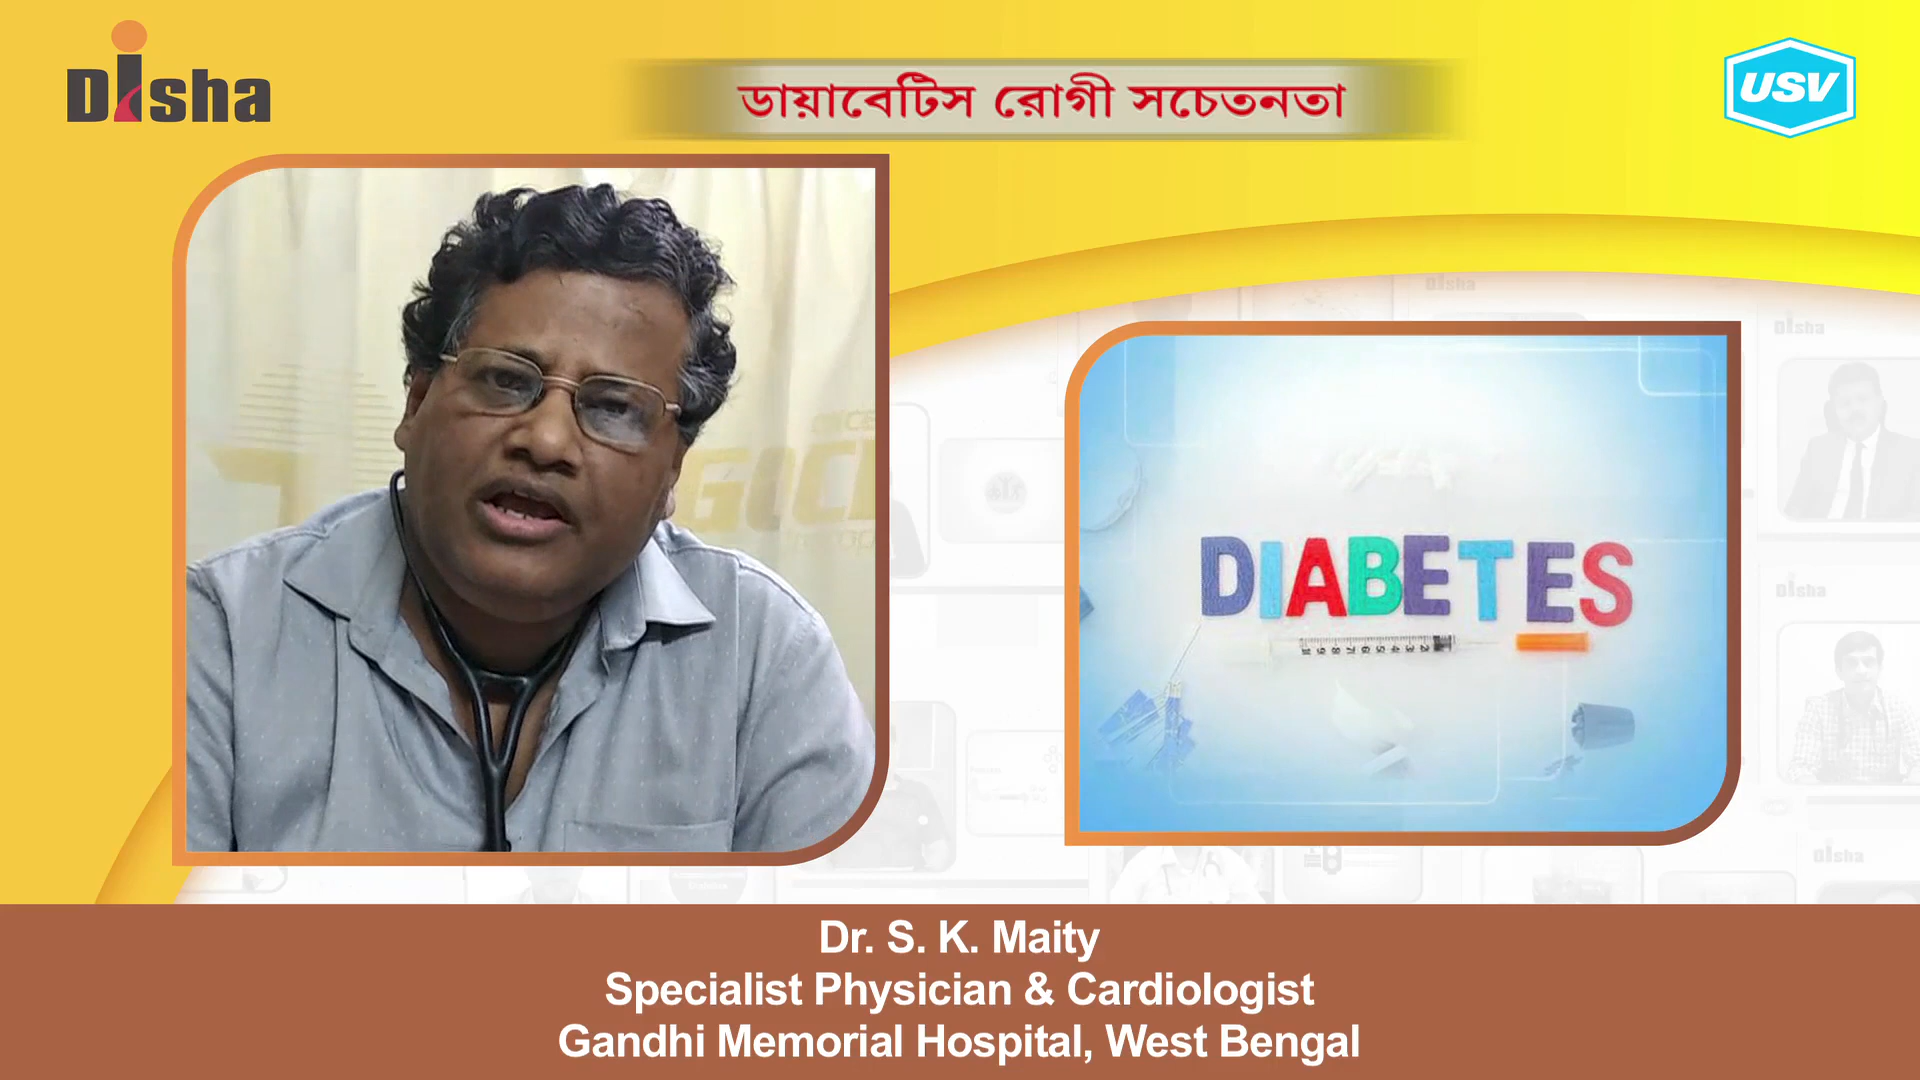 Disha
ডায়াবেটিস রোগী সচেতনতা
USV
DIABETES
Dr. S. K. Maity
Specialist Physician & Cardiologist
Gandhi Memorial Hospital, West Bengal